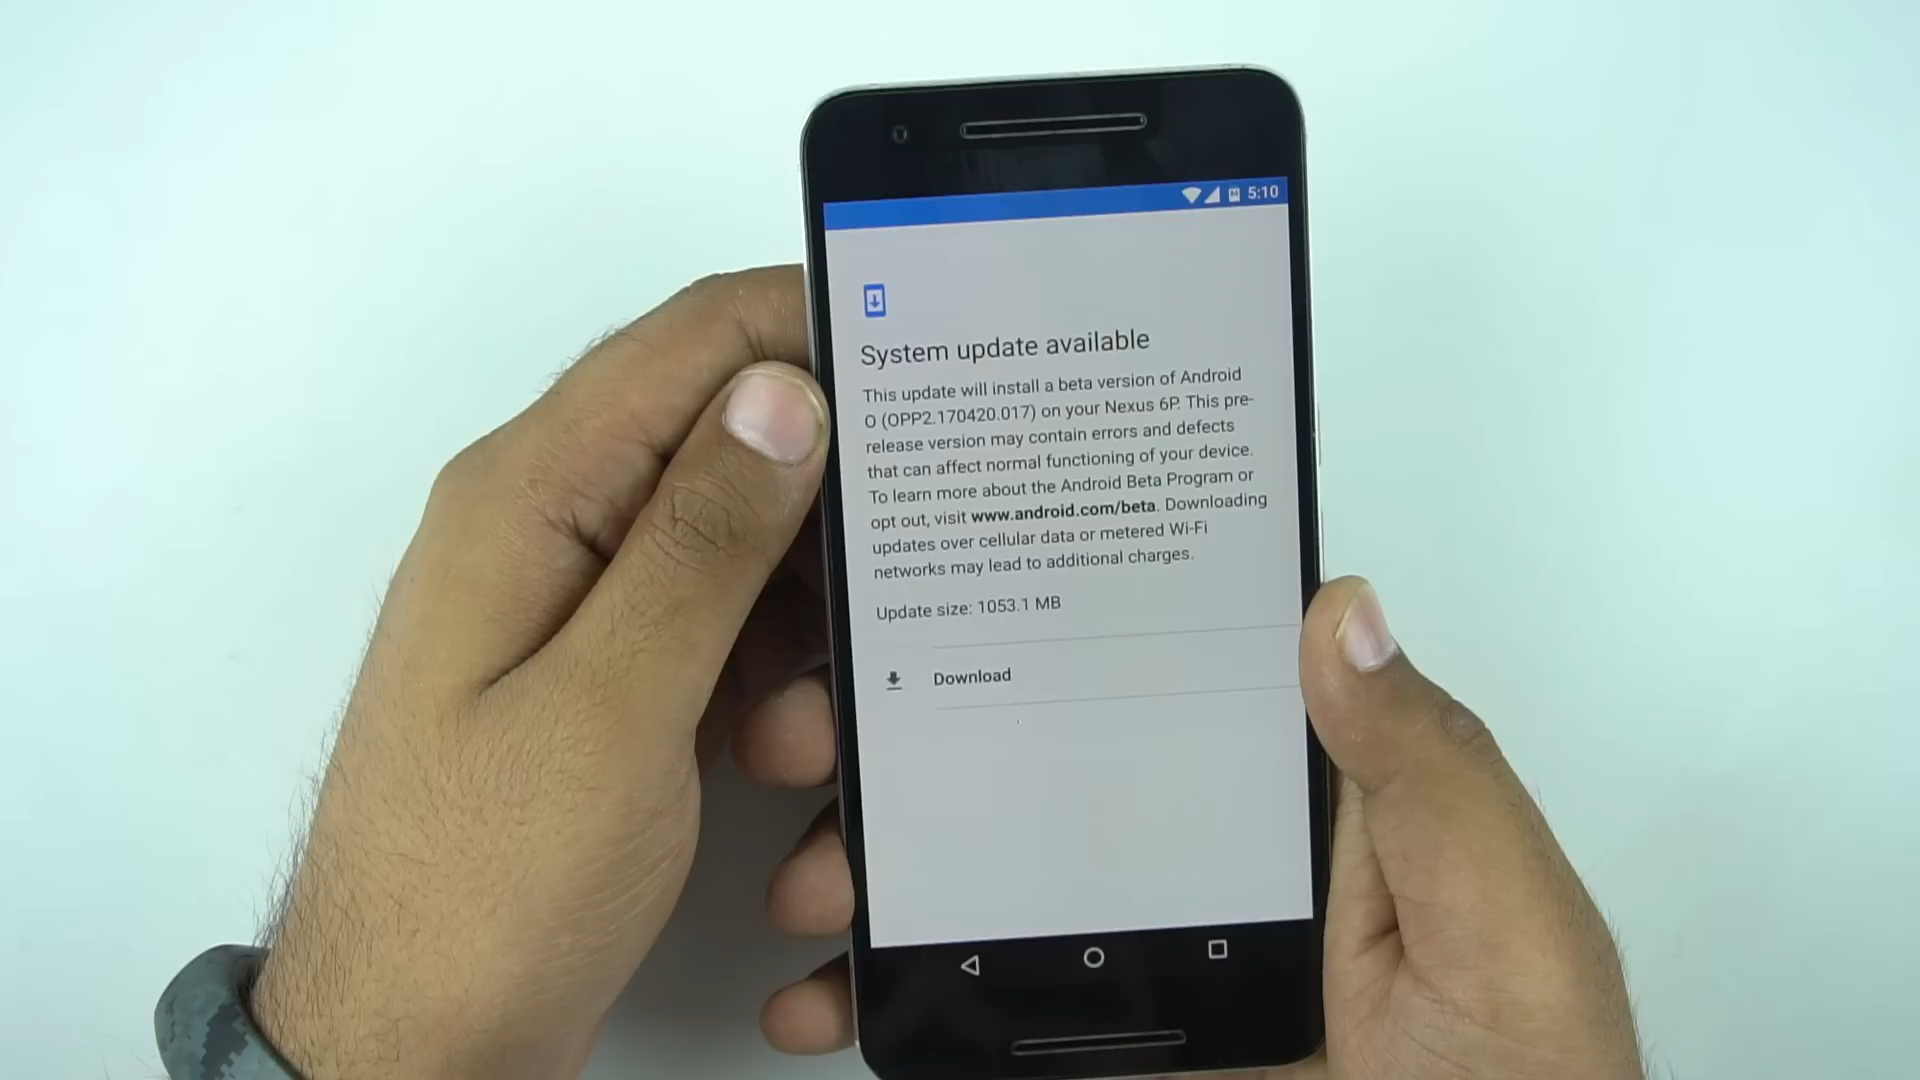 5:10
System update available
This update will install a beta version of Android
O (OPP2.170420.017) on your Nexus 6P. This pre-
release version may contain errors and defects
that can affect normal functioning of your device.
To learn more about the Android Beta Program or
opt out, visit www.android.com/beta. Downloading
updates over cellular data or metered Wi-Fi
networks may lead to additional charges.
Update size: 1053.1 MB
Download